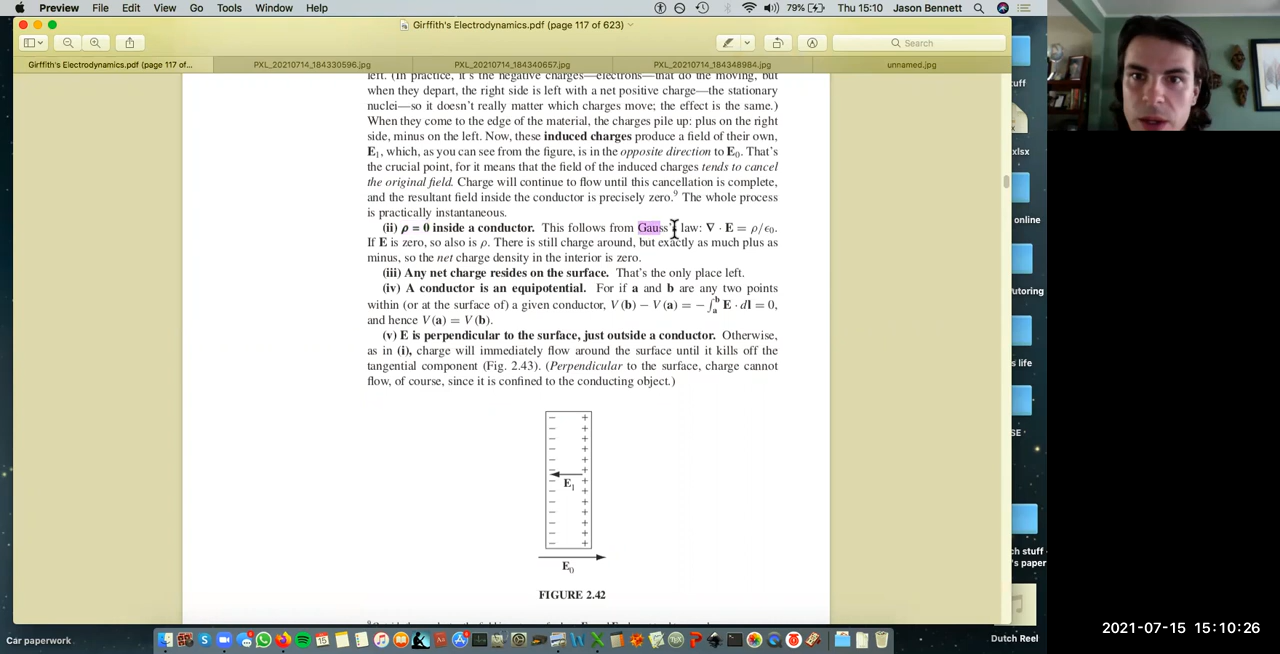 Preview File Edit View Go Tools Window Help 79% Thu 15:10 Jason Bennett
Griffith's Electrodynamics.pdf (page 117 of 623)
Search
Griffith's Electrodynamics.pdf (page 117 of... PXL_20210714_184330596.jpg PXL_20210714_184340657.jpg PXL_20210714_184348984.jpg unnamed.jpg
left. (In practice, it's the negative charges—electrons—that do the moving, but
when they depart, the right side is left with a net positive charge—the stationary
nuclei—so it doesn't really matter which charges move; the effect is the same.)
When they come to the edge of the material, the charges pile up: plus on the right
side, minus on the left. Now, these induced charges produce a field of their own,
E₁, which, as you can see from the figure, is in the opposite direction to E₀. That's
the crucial point, for it means that the field of the induced charges tends to cancel
the original field. Charge will continue to flow until this cancellation is complete,
and the resultant field inside the conductor is precisely zero.⁹ The whole process
is practically instantaneous.
(ii) ρ = 0 inside a conductor. This follows from Gauss's law: ∇ · E = ρ/ϵ₀.
If E is zero, so also is ρ. There is still charge around, but exactly as much plus as
minus, so the net charge density in the interior is zero.
(iii) Any net charge resides on the surface. That's the only place left.
(iv) A conductor is an equipotential. For if a and b are any two points
within (or at the surface of) a given conductor, V(b) − V(a) = −∫ₐᵇ E · dl = 0,
and hence V(a) = V(b).
(v) E is perpendicular to the surface, just outside a conductor. Otherwise,
as in (i), charge will immediately flow around the surface until it kills off the
tangential component (Fig. 2.43). (Perpendicular to the surface, charge cannot
flow, of course, since it is confined to the conducting object.)
− +
− +
− +
− +
− +
− +
E₁
− +
− +
− +
− +
− +
− +
− +
E₀
FIGURE 2.42
tuff
xlsx
online
utoring
s life
SE
ch stuff
's paper
Car paperwork
Dutch Reel
2021-07-15 15:10:26